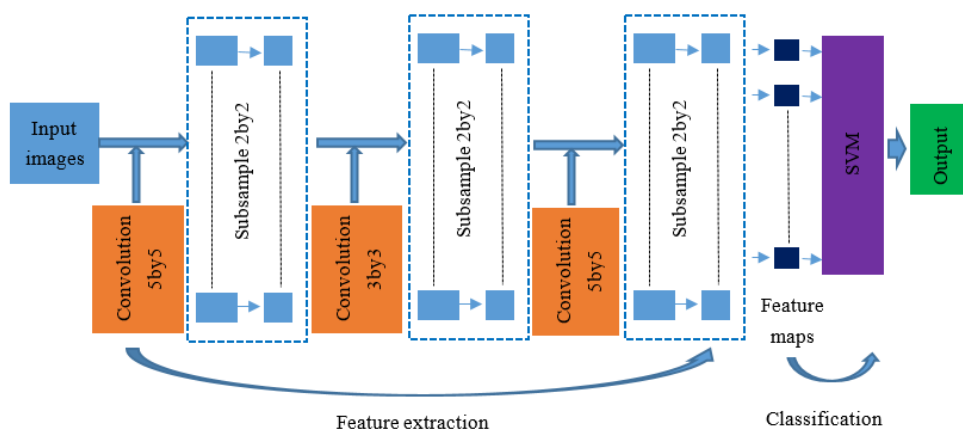 Input
images
Convolution
5by5
Subsample 2by2
Convolution
3by3
Subsample 2by2
Convolution
5by5
Subsample 2by2
Feature
maps
SVM
Output
Feature extraction
Classification